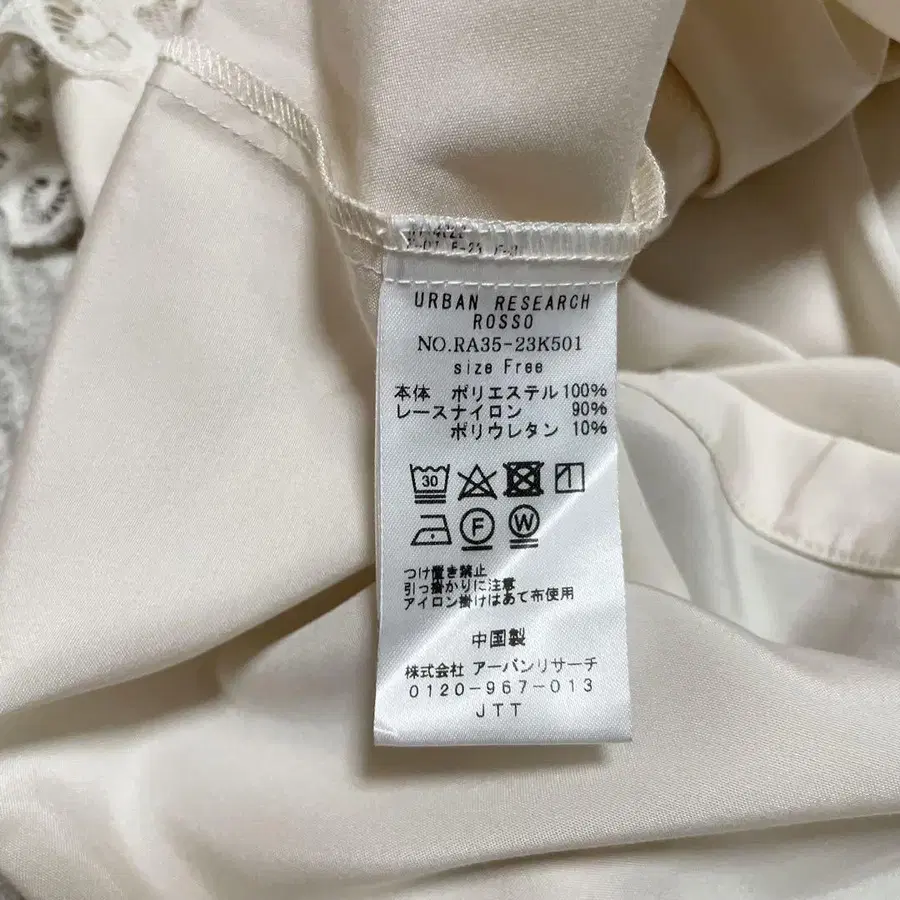 URBAN RESEARCH
ROSSO
NO.RA35-23K501
size Free
本体 ポリエステル100%
レースナイロン 90%
ポリウレタン 10%
30
F
W
つけ置き禁止
引っ掛かりに注意
アイロン掛けはあて布使用
中国製
株式会社 アーバンリサーチ
0120-967-013
JTT